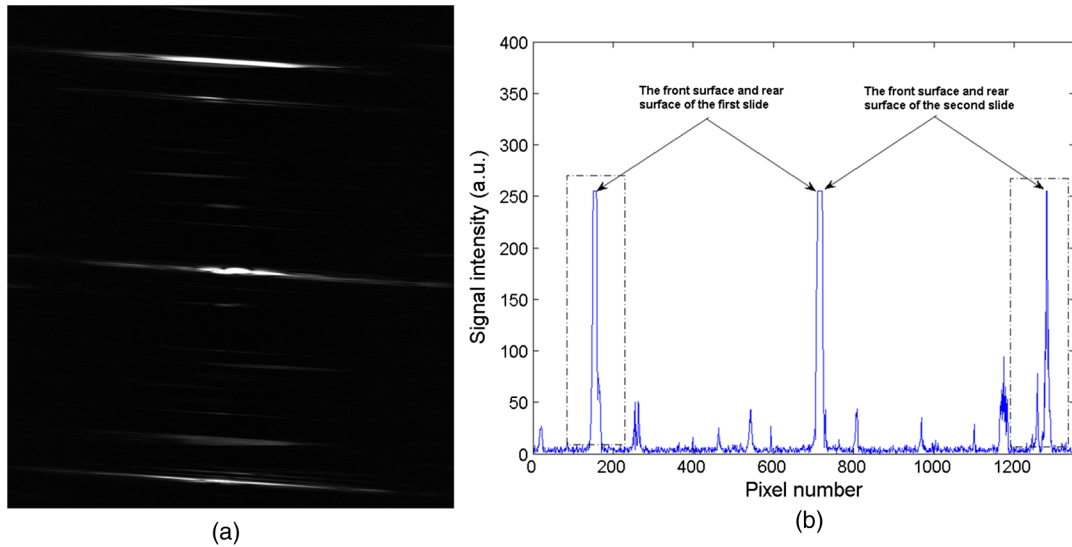 400
350
300
250
200
150
100
50
0
Signal intensity (a.u.)
The front surface and rear
surface of the first slide
The front surface and rear
surface of the second slide
0 200 400 600 800 1000 1200
Pixel number
(a)
(b)